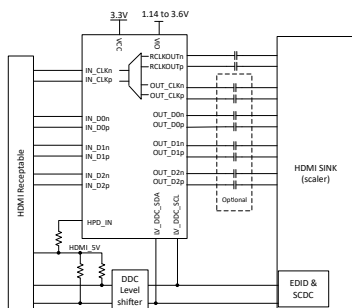 3.3V
1.14 to 3.6V
VCC
VIO
RCLKOUTn
RCLKOUTp
IN_CLKn
IN_CLKp
OUT_CLKn
OUT_CLKp
IN_D0n
IN_D0p
OUT_D0n
OUT_D0p
IN_D1n
IN_D1p
OUT_D1n
OUT_D1p
IN_D2n
IN_D2p
OUT_D2n
OUT_D2p
Optional
HDMI Receptable
HDMI SINK
(scaler)
HPD_IN
HDMI_5V
LV_DDC_SDA
LV_DDC_SCL
DDC
Level
shifter
EDID &
SCDC